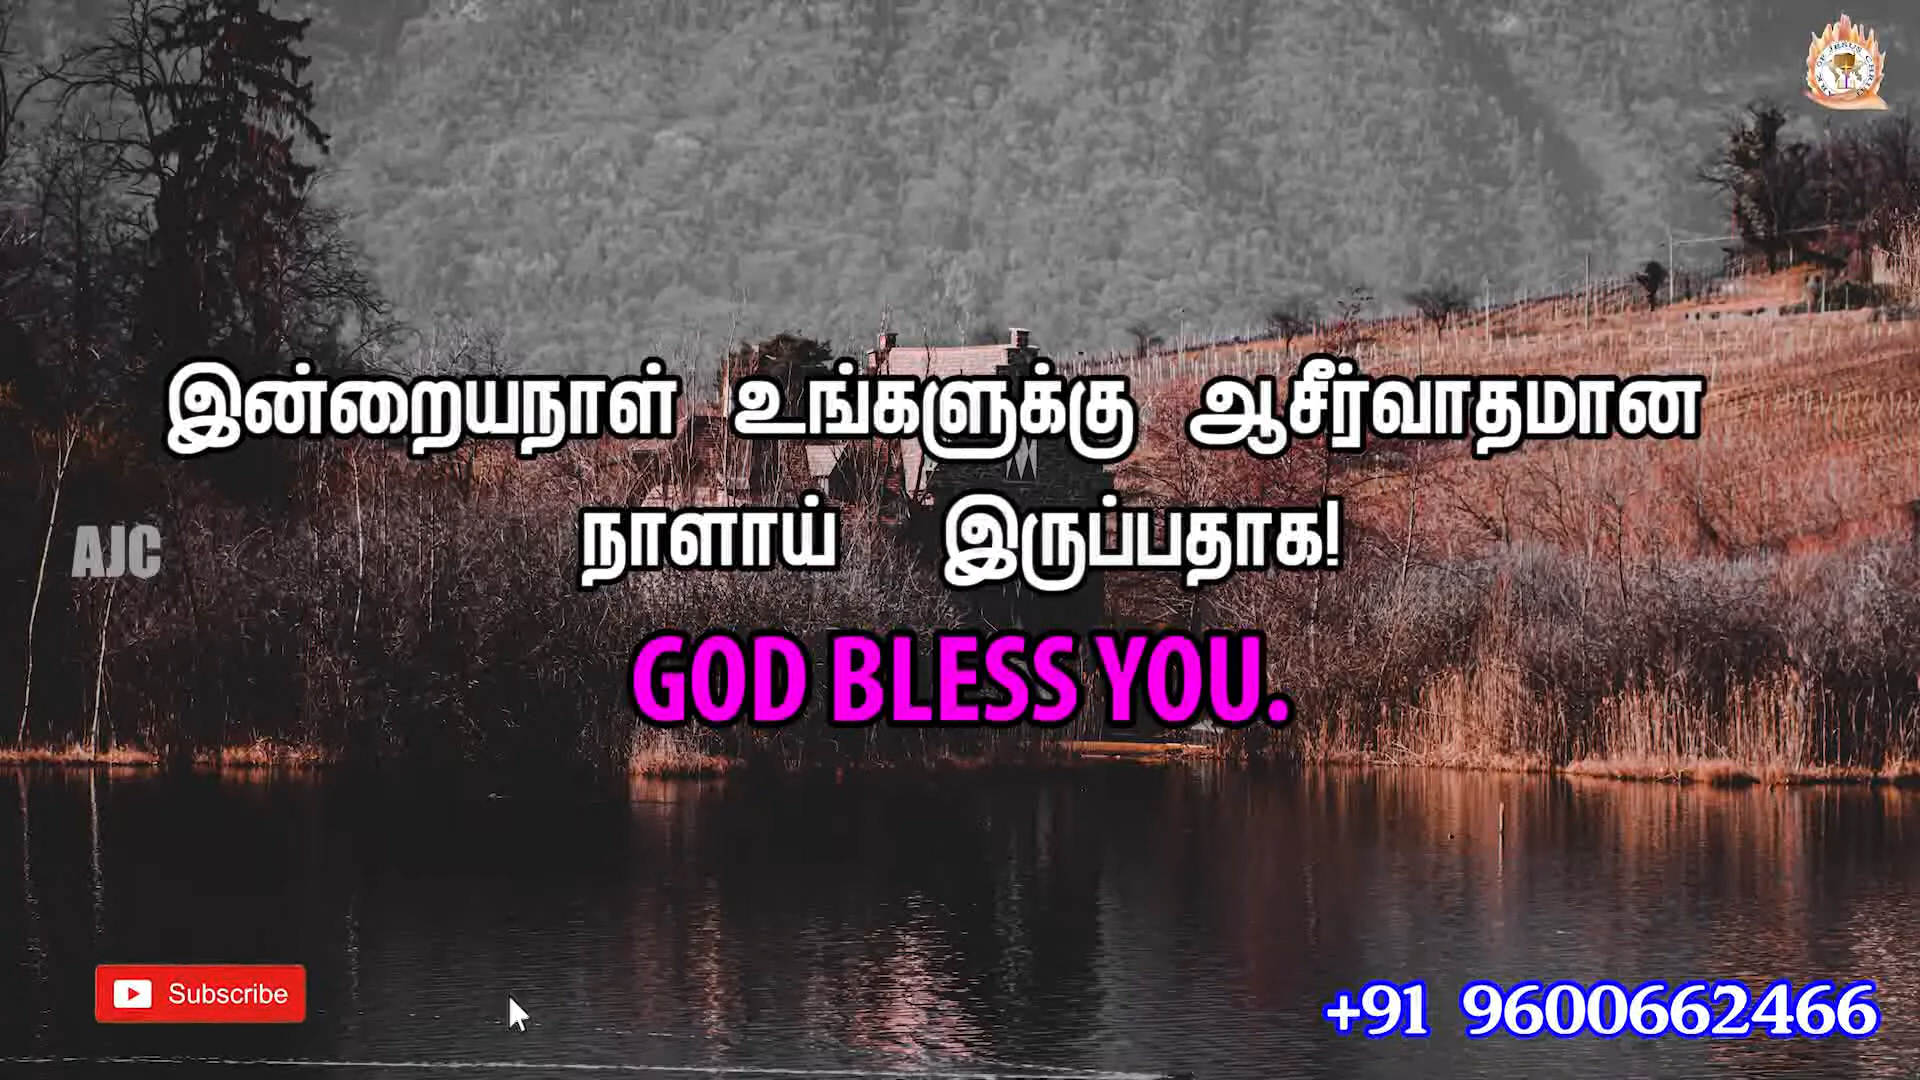 இன்றையநாள் உங்களுக்கு ஆசீர்வாதமான
நாளாய் இருப்பதாக!
AJC
GOD BLESS YOU.
Subscribe
+91 9600662466